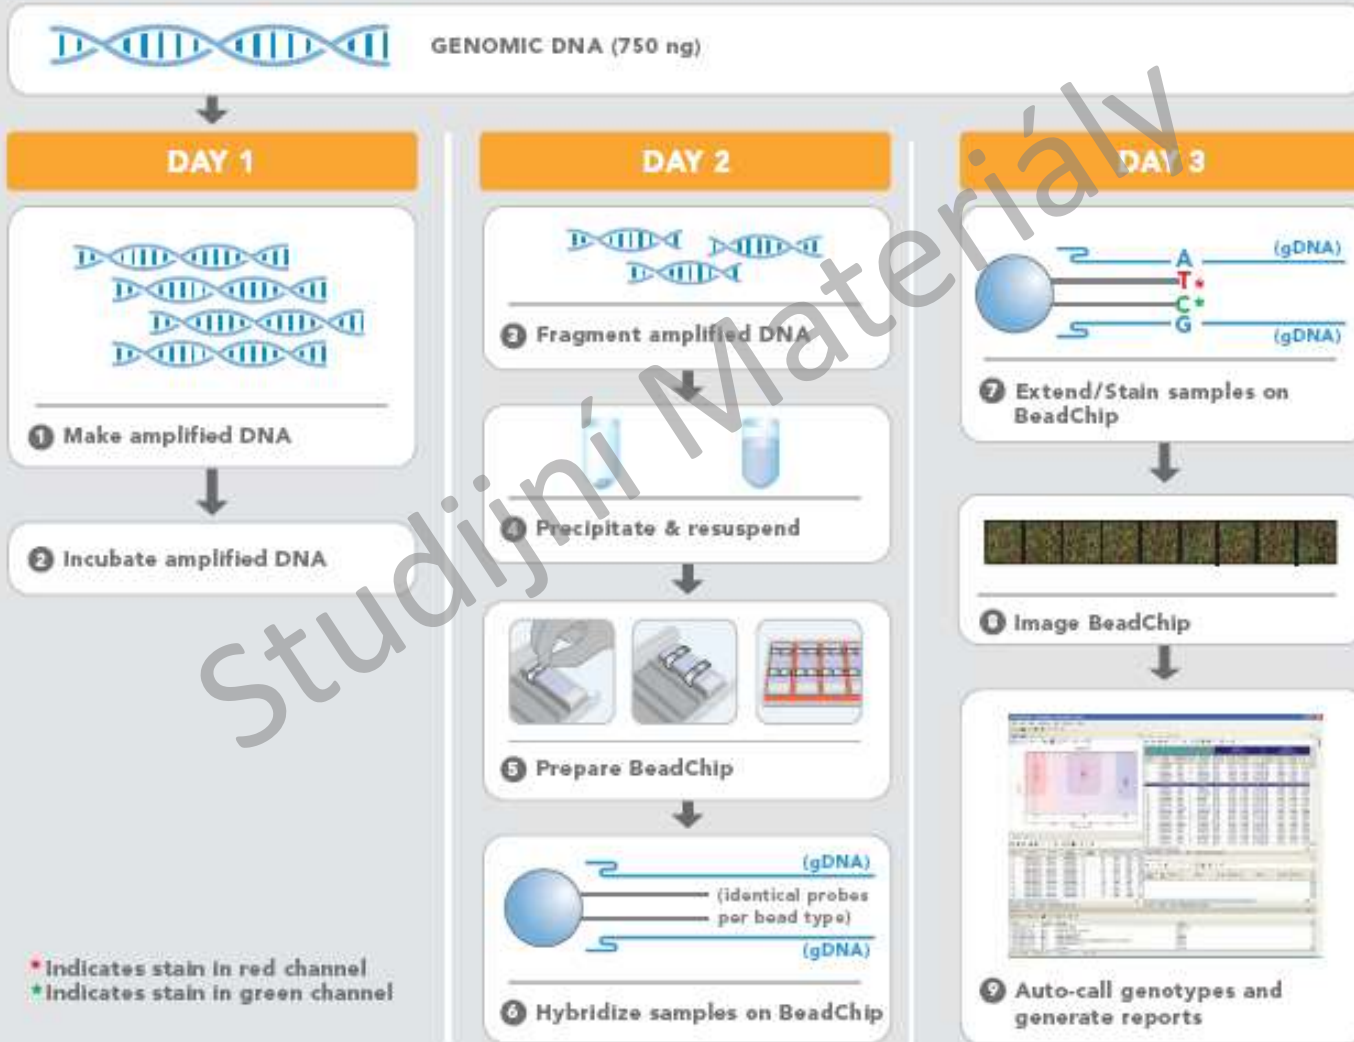 GENOMIC DNA (750 ng)
DAY 1
1 Make amplified DNA
2 Incubate amplified DNA
* Indicates stain in red channel
* Indicates stain in green channel
DAY 2
3 Fragment amplified DNA
4 Precipitate & resuspend
5 Prepare BeadChip
(gDNA)
(identical probes
per bead type)
(gDNA)
6 Hybridize samples on BeadChip
DAY 3
A (gDNA)
T*
C*
G (gDNA)
7 Extend/Stain samples on
BeadChip
8 Image BeadChip
9 Auto-call genotypes and
generate reports
Studijní Materiály